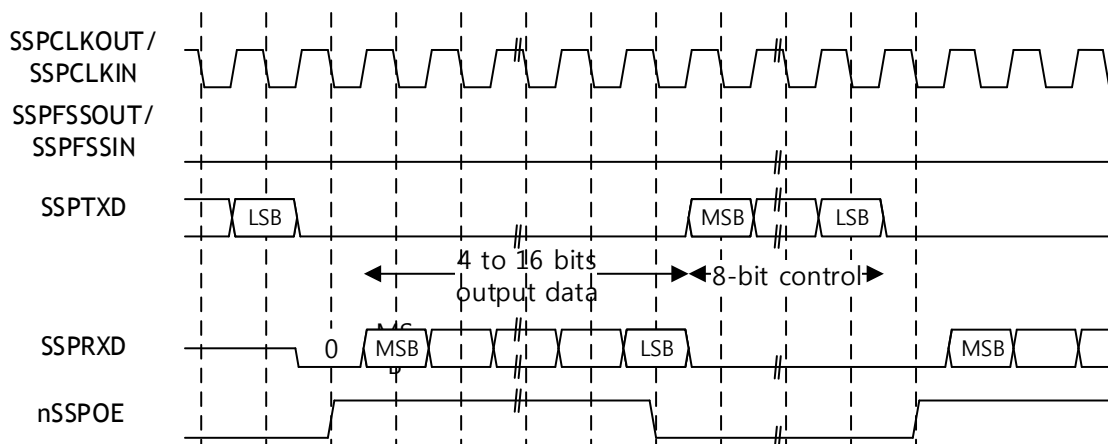 SSPCLKOUT/
SSPCLKIN
SSPFSSOUT/
SSPFSSIN
SSPTXD
LSB
MSB
LSB
4 to 16 bits
output data
8-bit control
SSPRXD
0
MSB
LSB
MSB
nSSPOE